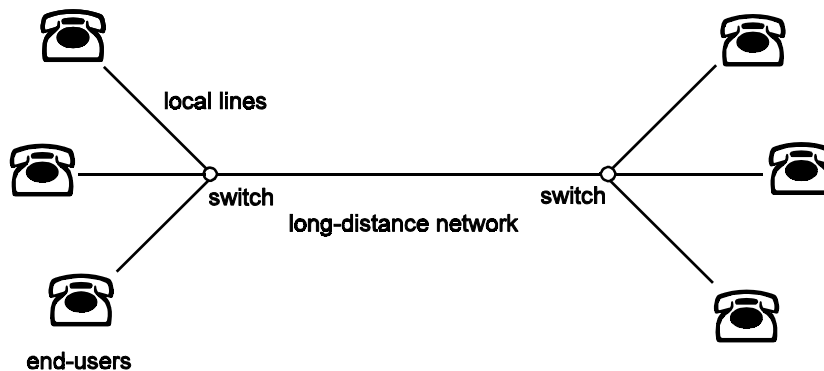 local lines
switch
switch
long-distance network
end-users